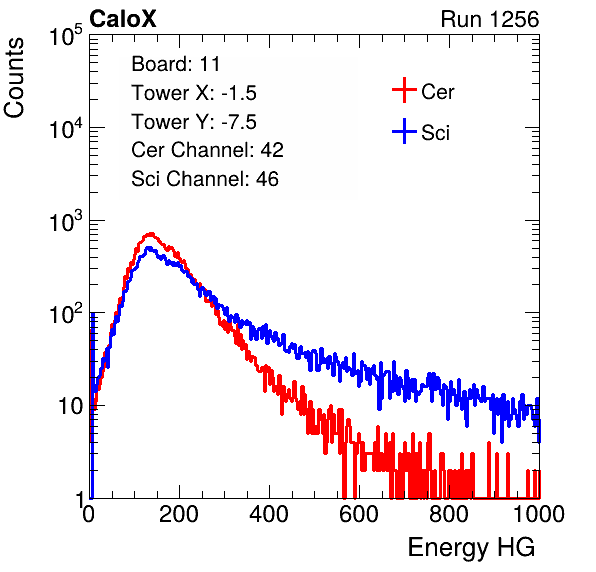 CaloX Run 1256
Counts
Board: 11
Tower X: -1.5
Tower Y: -7.5
Cer Channel: 42
Sci Channel: 46
Cer
Sci
10^5
10^4
10^3
10^2
10
1
0 200 400 600 800 1000
Energy HG